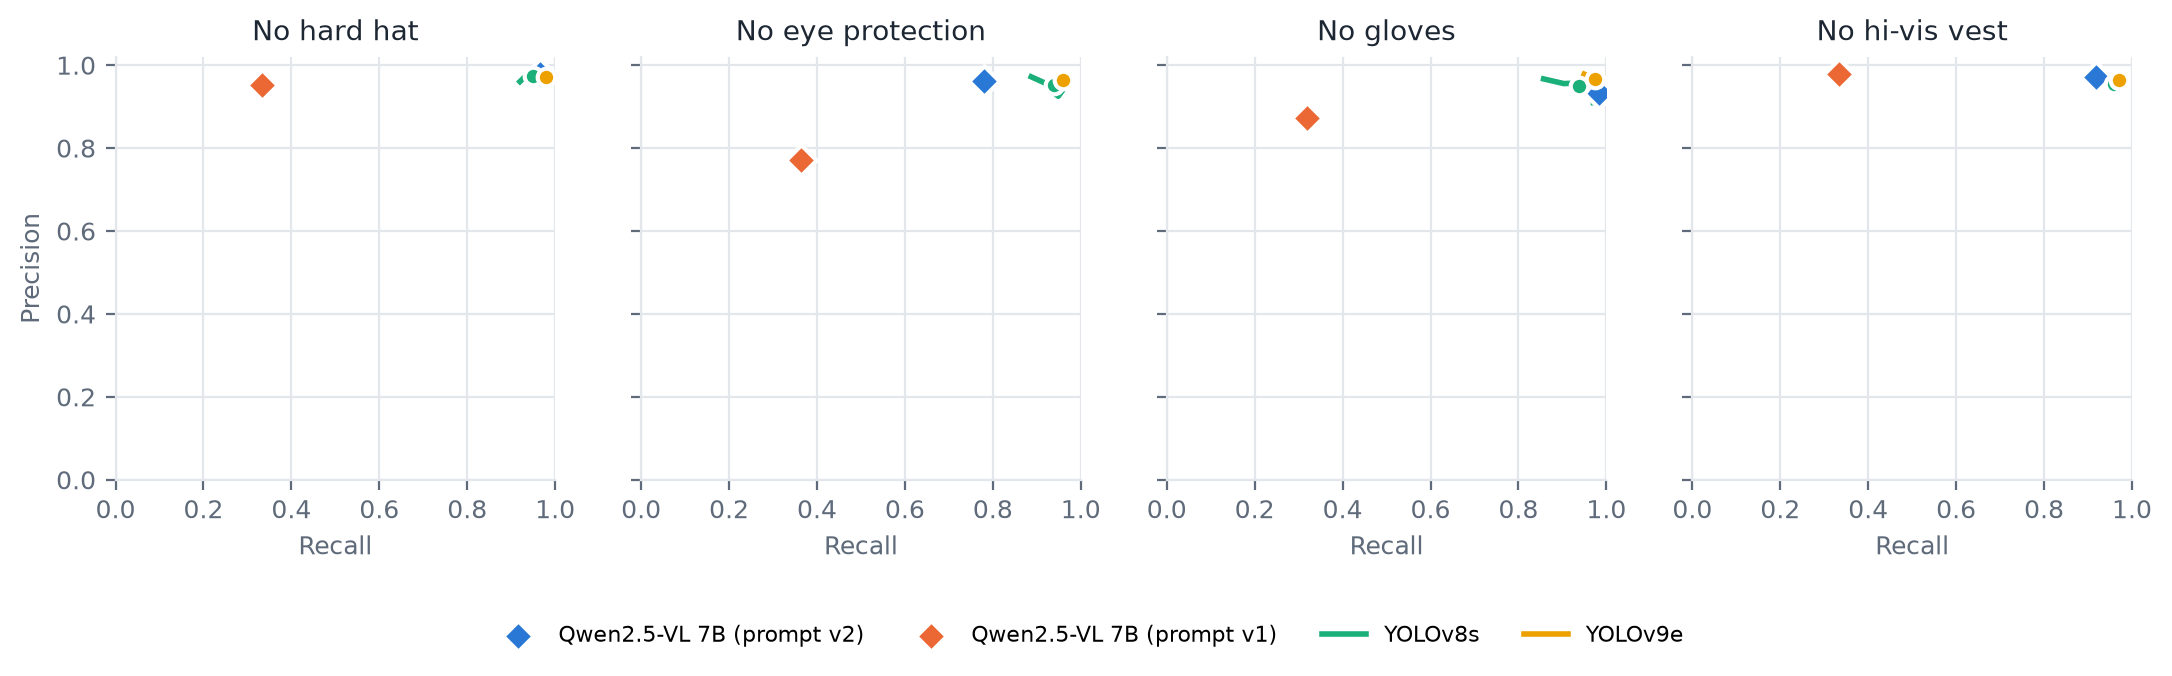 No hard hat
No eye protection
No gloves
No hi-vis vest
Precision
1.0
0.8
0.6
0.4
0.2
0.0
0.0 0.2 0.4 0.6 0.8 1.0
0.0 0.2 0.4 0.6 0.8 1.0
0.0 0.2 0.4 0.6 0.8 1.0
0.0 0.2 0.4 0.6 0.8 1.0
Recall
Recall
Recall
Recall
Qwen2.5-VL 7B (prompt v2)
Qwen2.5-VL 7B (prompt v1)
YOLOv8s
YOLOv9e